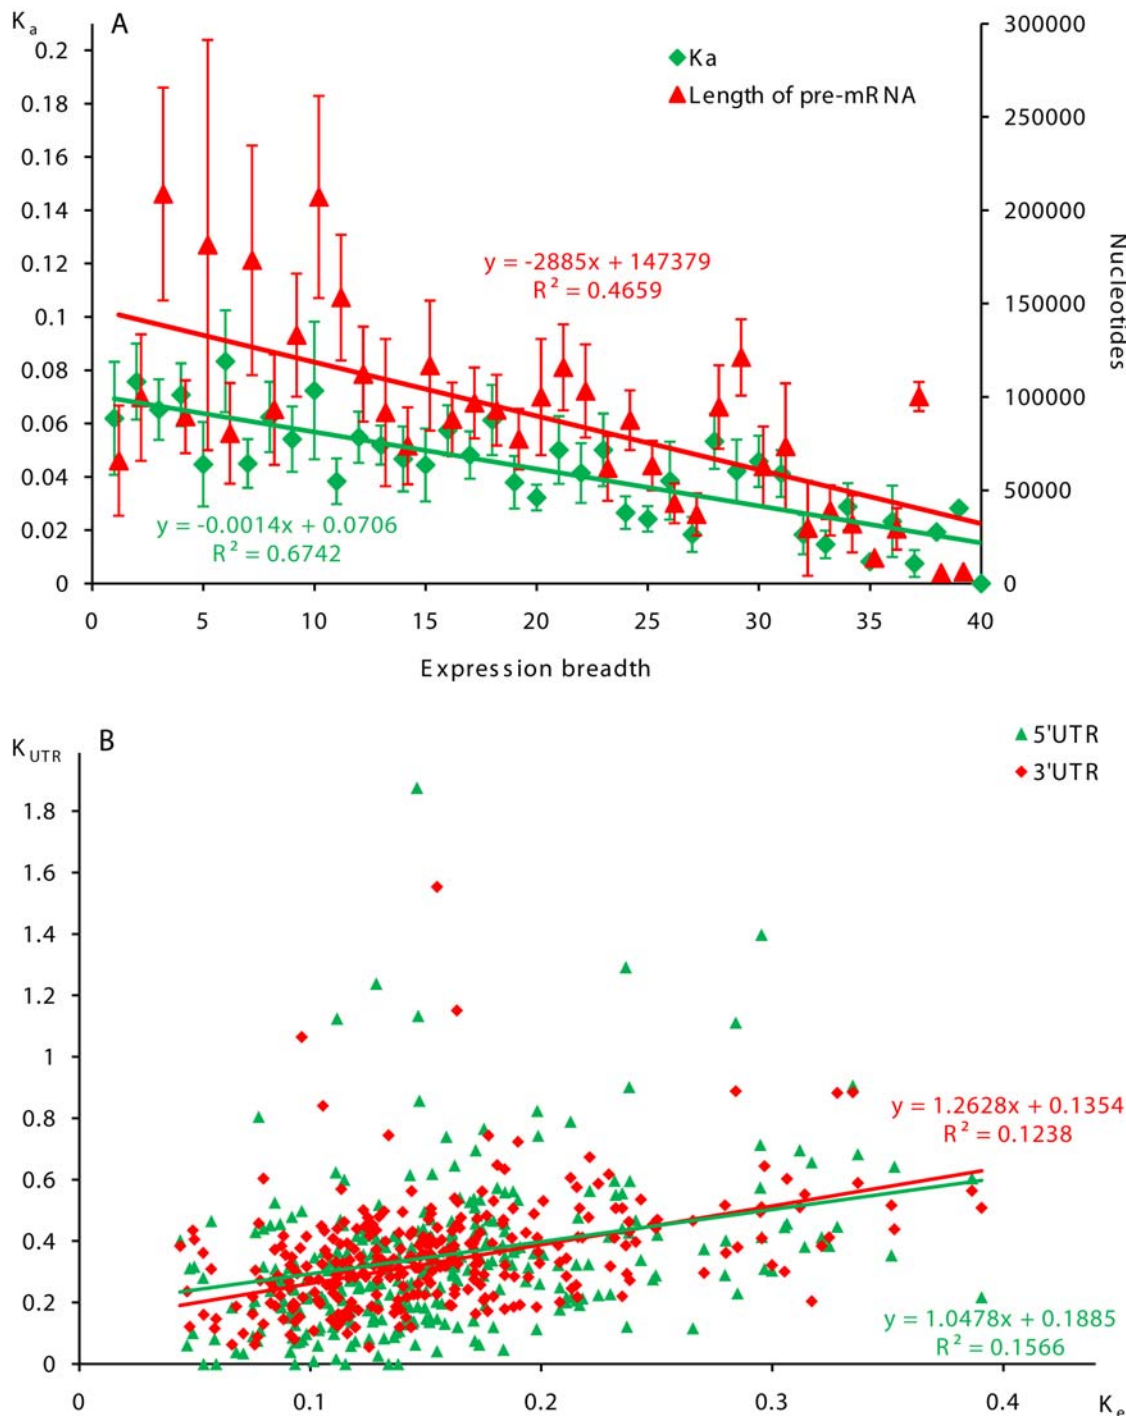 Ka
A
300000
0.2
Ka
0.18
Length of pre-mRNA
250000
0.16
0.14
200000
0.12
y = -2885x + 147379
R² = 0.4659
Nucleotides
0.1
150000
0.08
100000
0.06
0.04
50000
y = -0.0014x + 0.0706
R² = 0.6742
0.02
0
0
0 5 10 15 20 25 30 35 40
Expression breadth
KUTR
B
5'UTR
3'UTR
1.8
1.6
1.4
1.2
1
0.8
y = 1.2628x + 0.1354
R² = 0.1238
0.6
0.4
0.2
y = 1.0478x + 0.1885
R² = 0.1566
0
0 0.1 0.2 0.3 0.4 Ke